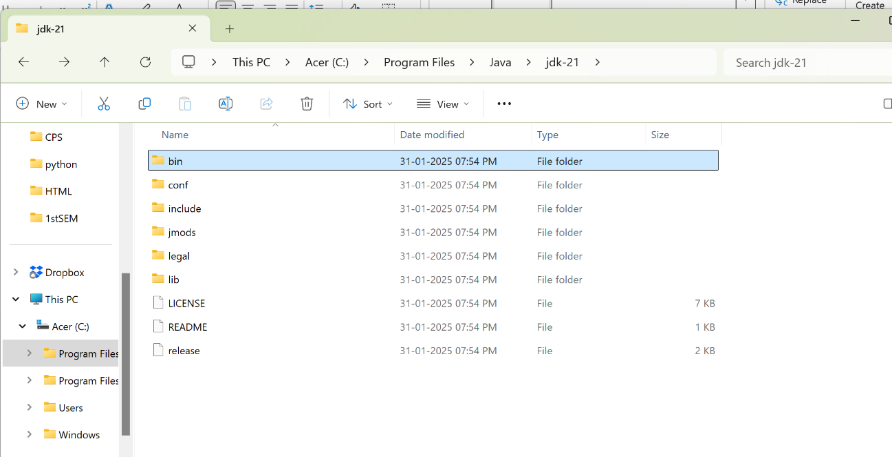 Replace
Create
jdk-21
This PC > Acer (C:) > Program Files > Java > jdk-21 >
Search jdk-21
New
Sort
View
Name Date modified Type Size
CPS
python
HTML
1stSEM
Dropbox
This PC
Acer (C:)
Program Files
Program Files
Users
Windows
bin 31-01-2025 07:54 PM File folder
conf 31-01-2025 07:54 PM File folder
include 31-01-2025 07:54 PM File folder
jmods 31-01-2025 07:54 PM File folder
legal 31-01-2025 07:54 PM File folder
lib 31-01-2025 07:54 PM File folder
LICENSE 31-01-2025 07:54 PM File 7 KB
README 31-01-2025 07:54 PM File 1 KB
release 31-01-2025 07:54 PM File 2 KB